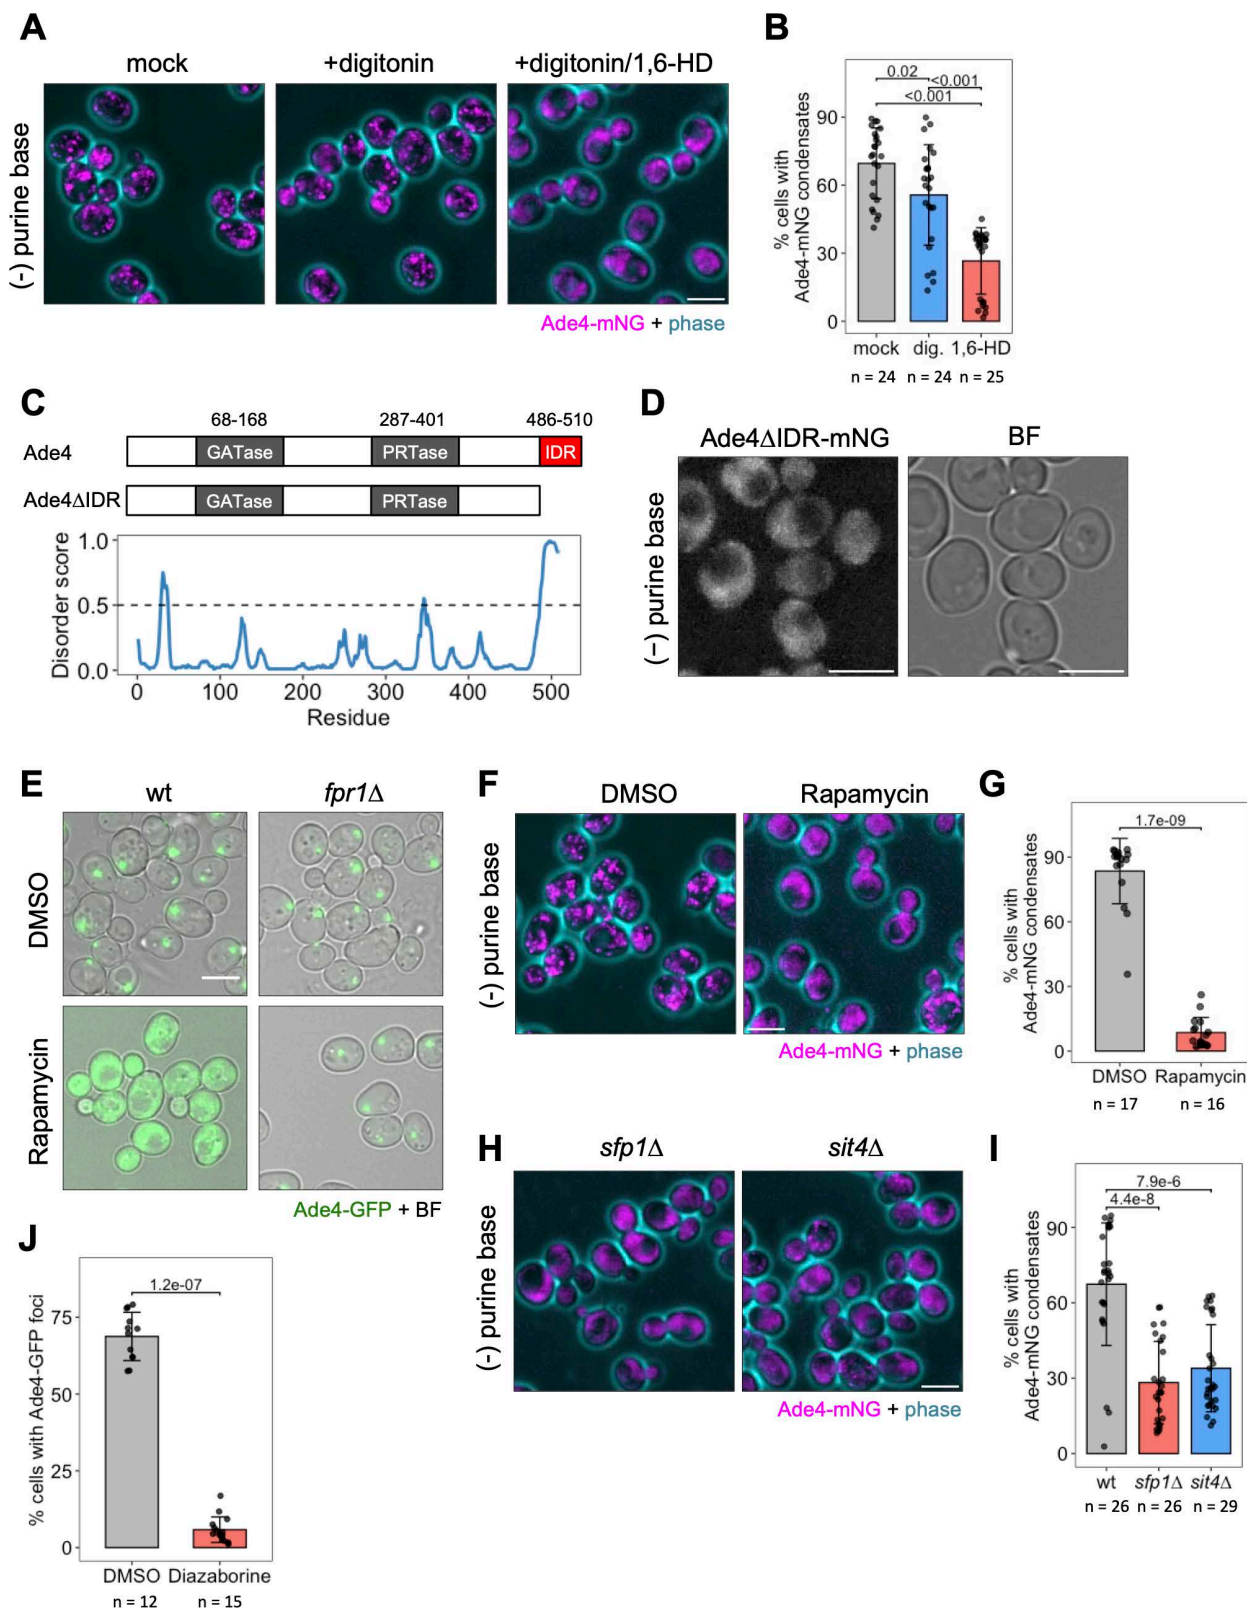 A
mock
+digitonin
+digitonin/1,6-HD
(-) purine base
Ade4-mNG + phase
B
0.02
<0.001
<0.001
% cells with
Ade4-mNG condensates
90
60
30
0
mock dig. 1,6-HD
n = 24 n = 24 n = 25
C
68-168 287-401 486-510
Ade4 GATase PRTase IDR
Ade4ΔIDR GATase PRTase
Disorder score
1.0
0.5
0.0
0 100 200 300 400 500
Residue
D
Ade4ΔIDR-mNG BF
(−) purine base
E
wt fpr1Δ
DMSO
Rapamycin
Ade4-GFP + BF
F
DMSO Rapamycin
(-) purine base
Ade4-mNG + phase
G
1.7e-09
% cells with
Ade4-mNG condensates
90
60
30
0
DMSO Rapamycin
n = 17 n = 16
H
sfp1Δ sit4Δ
(-) purine base
Ade4-mNG + phase
I
7.9e-6
4.4e-8
% cells with
Ade4-mNG condensates
90
60
30
0
wt sfp1Δ sit4Δ
n = 26 n = 26 n = 29
J
1.2e-07
% cells with Ade4-GFP foci
75
50
25
0
DMSO Diazaborine
n = 12 n = 15